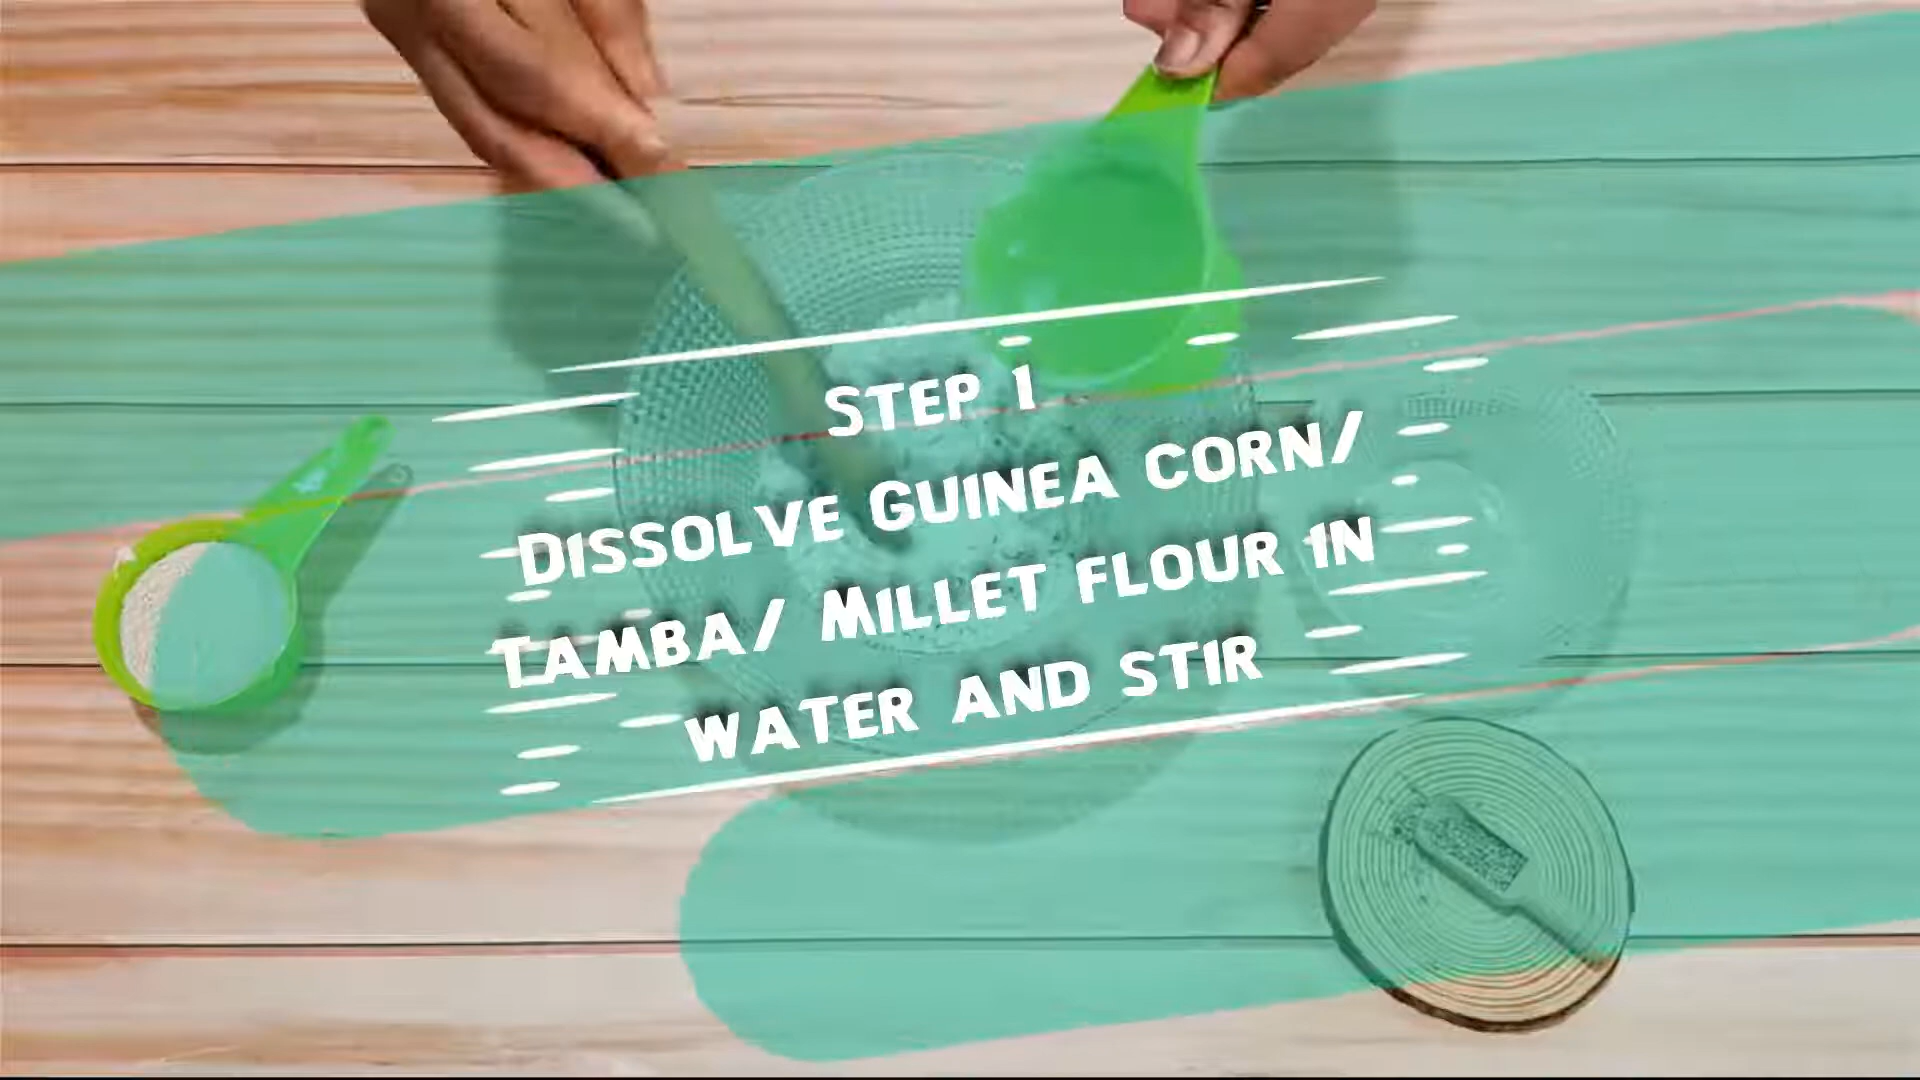 Step 1
Dissolve Guinea corn/
Tamba/ Millet flour in
water and stir